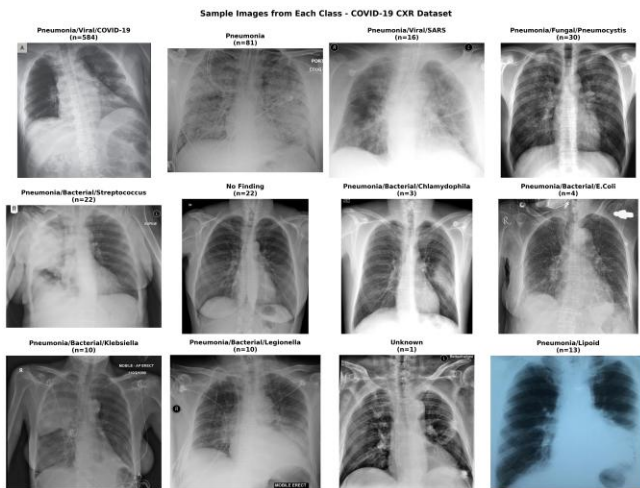 Sample Images from Each Class - COVID-19 CXR Dataset
Pneumonia/Viral/COVID-19
(n=584)
Pneumonia
(n=81)
Pneumonia/Viral/SARS
(n=16)
Pneumonia/Fungal/Pneumocystis
(n=30)
A
Pneumonia/Bacterial/Streptococcus
(n=22)
No Finding
(n=22)
Pneumonia/Bacterial/Chlamydophila
(n=3)
Pneumonia/Bacterial/E.Coli
(n=4)
Pneumonia/Bacterial/Klebsiella
(n=10)
Pneumonia/Bacterial/Legionella
(n=10)
Unknown
(n=1)
Pneumonia/Lipoid
(n=13)
MOBILE ERECT